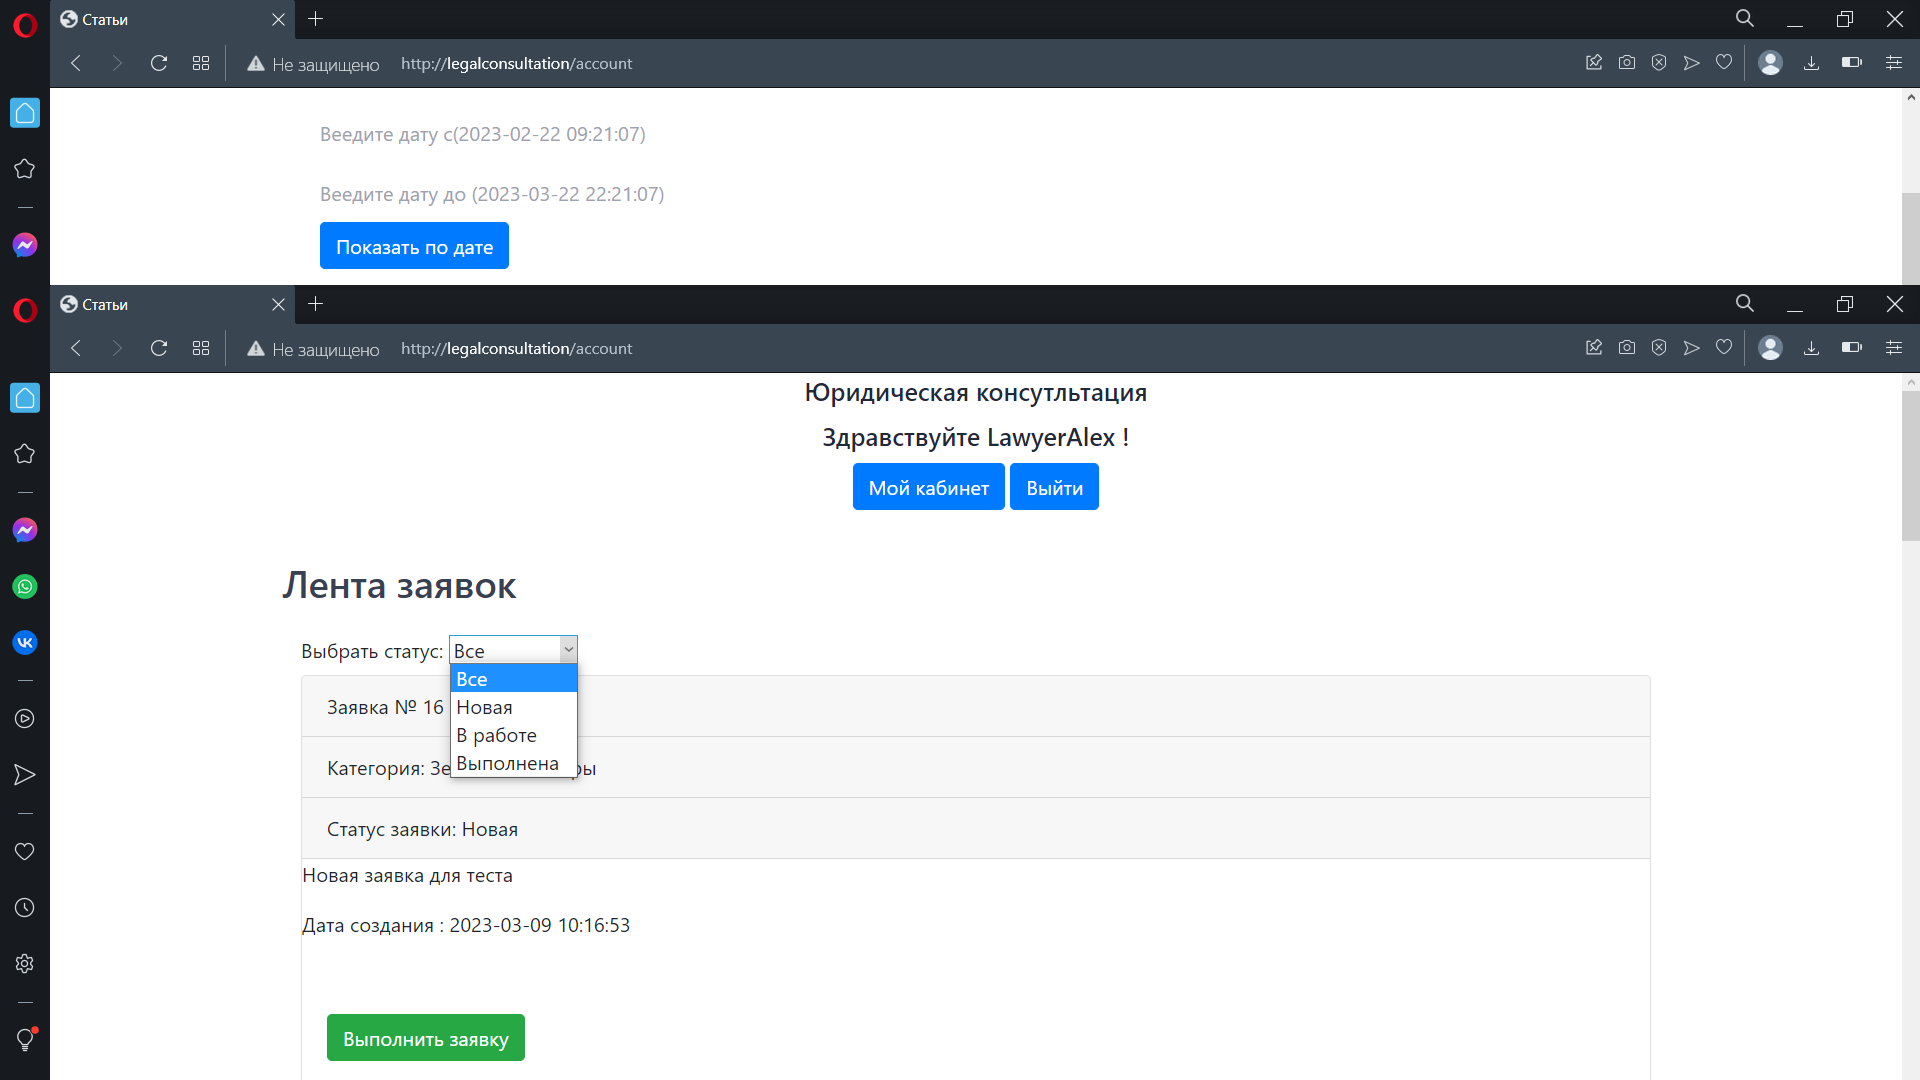 Статьи
Не защищено http://legalconsultation/account
Веедите дату с(2023-02-22 09:21:07)
Веедите дату до (2023-03-22 22:21:07)
Показать по дате
Статьи
Не защищено http://legalconsultation/account
Юридическая консутльтация
Здравствуйте LawyerAlex !
Мой кабинет Выйти
Лента заявок
Выбрать статус: Все
Все
Заявка № 16 Новая
В работе
Категория: Зе Выполнена ры
Статус заявки: Новая
Новая заявка для теста
Дата создания : 2023-03-09 10:16:53
Выполнить заявку